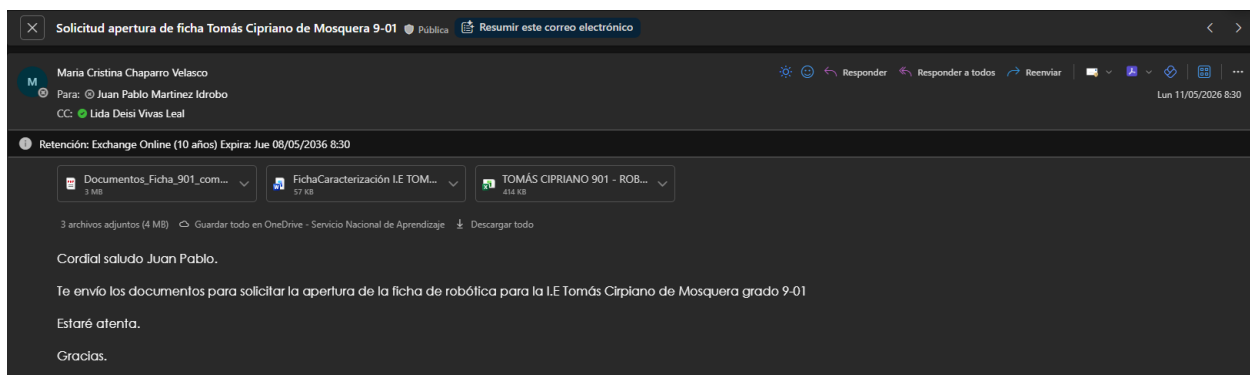 Solicitud apertura de ficha Tomás Cipriano de Mosquera 9-01 Pública Resumir este correo electrónico
M
Maria Cristina Chaparro Velasco
Responder Responder a todos Reenviar
Para: Juan Pablo Martinez Idrobo
Lun 11/05/2026 8:30
CC: Lida Deisi Vivas Leal
Retención: Exchange Online (10 años) Expira: Jue 08/05/2036 8:30
Documentos_Ficha_901_com...
3 MB
FichaCaracterización I.E TOM...
57 KB
TOMÁS CIPRIANO 901 - ROB...
414 KB
3 archivos adjuntos (4 MB) Guardar todo en OneDrive - Servicio Nacional de Aprendizaje Descargar todo
Cordial saludo Juan Pablo.
Te envío los documentos para solicitar la apertura de la ficha de robótica para la I.E Tomás Cirpiano de Mosquera grado 9-01
Estaré atenta.
Gracias.